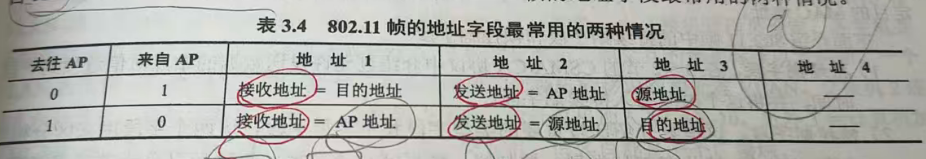 表 3.4 802.11 帧的地址字段最常用的两种情况
去往 AP 来自 AP 地 址 1 地 址 2 地 址 3 地 址 4
0 1 接收地址 = 目的地址 发送地址 = AP 地址 源地址 ——
1 0 接收地址 = AP 地址 发送地址 = 源地址 目的地址 ——